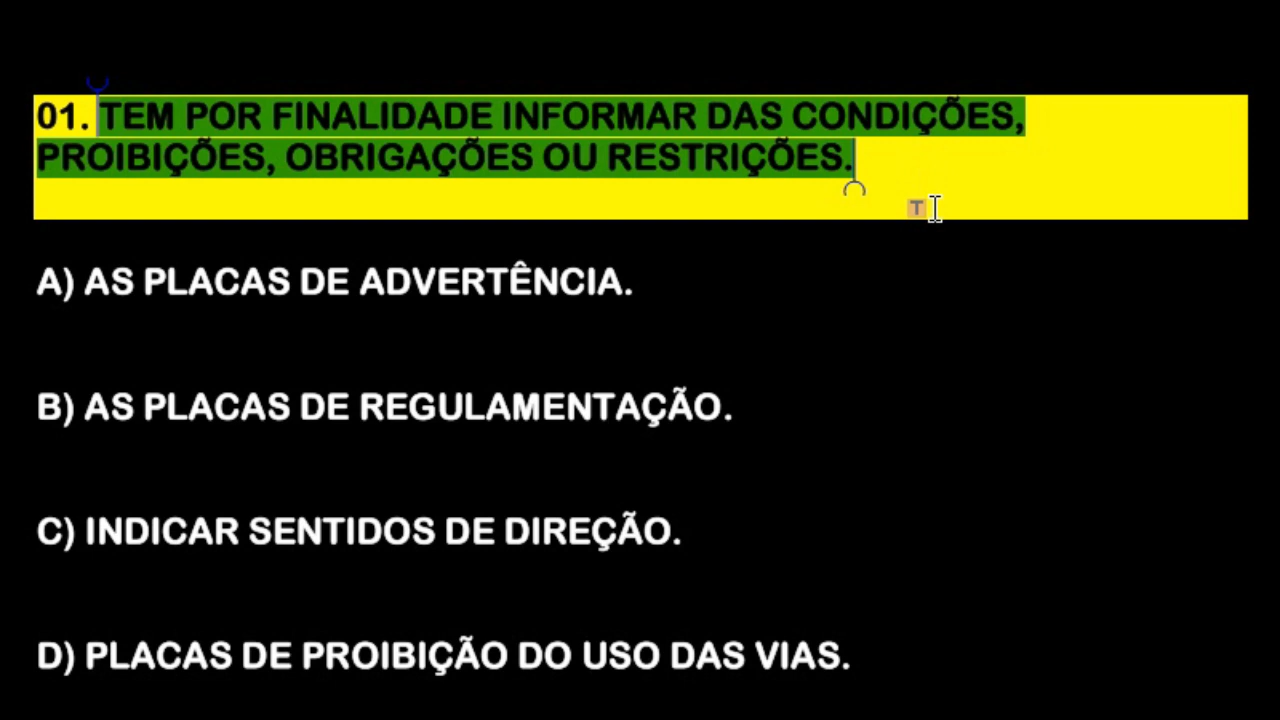 01. TEM POR FINALIDADE INFORMAR DAS CONDIÇÕES,
PROIBIÇÕES, OBRIGAÇÕES OU RESTRIÇÕES.
T
A) AS PLACAS DE ADVERTÊNCIA.
B) AS PLACAS DE REGULAMENTAÇÃO.
C) INDICAR SENTIDOS DE DIREÇÃO.
D) PLACAS DE PROIBIÇÃO DO USO DAS VIAS.